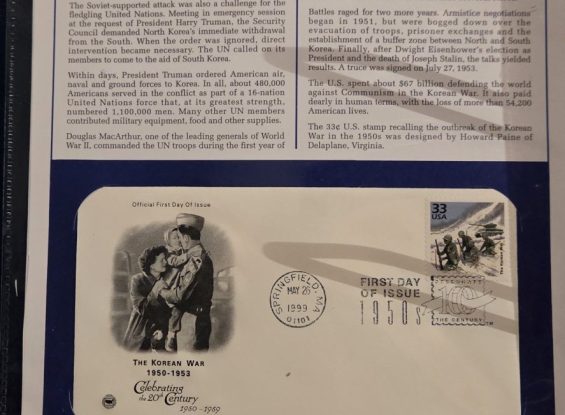 The Soviet-supported attack was also a challenge for the
fledgling United Nations. Meeting in emergency session
at the request of President Harry Truman, the Security
Council demanded North Korea's immediate withdrawal
from the South. When the order was ignored, direct
intervention became necessary. The UN called on its
members to come to the aid of South Korea.
Within days, President Truman ordered American air,
naval and ground forces to Korea. In all, about 480,000
Americans served in the conflict as part of a 16-nation
United Nations force that, at its greatest strength,
numbered 1,100,000 men. Many other UN members
contributed military equipment, food and other supplies.
Douglas MacArthur, one of the leading generals of World
War II, commanded the UN troops during the first year of
Battles raged for two more years. Armistice negotiations
began in 1951, but were bogged down over the
evacuation of troops, prisoner exchanges and the
establishment of a buffer zone between North and South
Korea. Finally, after Dwight Eisenhower's election as
President and the death of Joseph Stalin, the talks yielded
results. A truce was signed on July 27, 1953.
The U.S. spent about $67 billion defending the world
against Communism in the Korean War. It also paid
dearly in human terms, with the loss of more than 54,200
American lives.
The 33¢ U.S. stamp recalling the outbreak of the Korean
War in the 1950s was designed by Howard Paine of
Delaplane, Virginia.
Official First Day Of Issue
33
USA
SPRINGFIELD, MA
MAY 26
1999
01101
FIRST DAY
OF ISSUE
1950s
CELEBRATE
THE CENTURY™
THE KOREAN WAR
1950-1953
Celebrating
the 20th Century
1950 - 1959